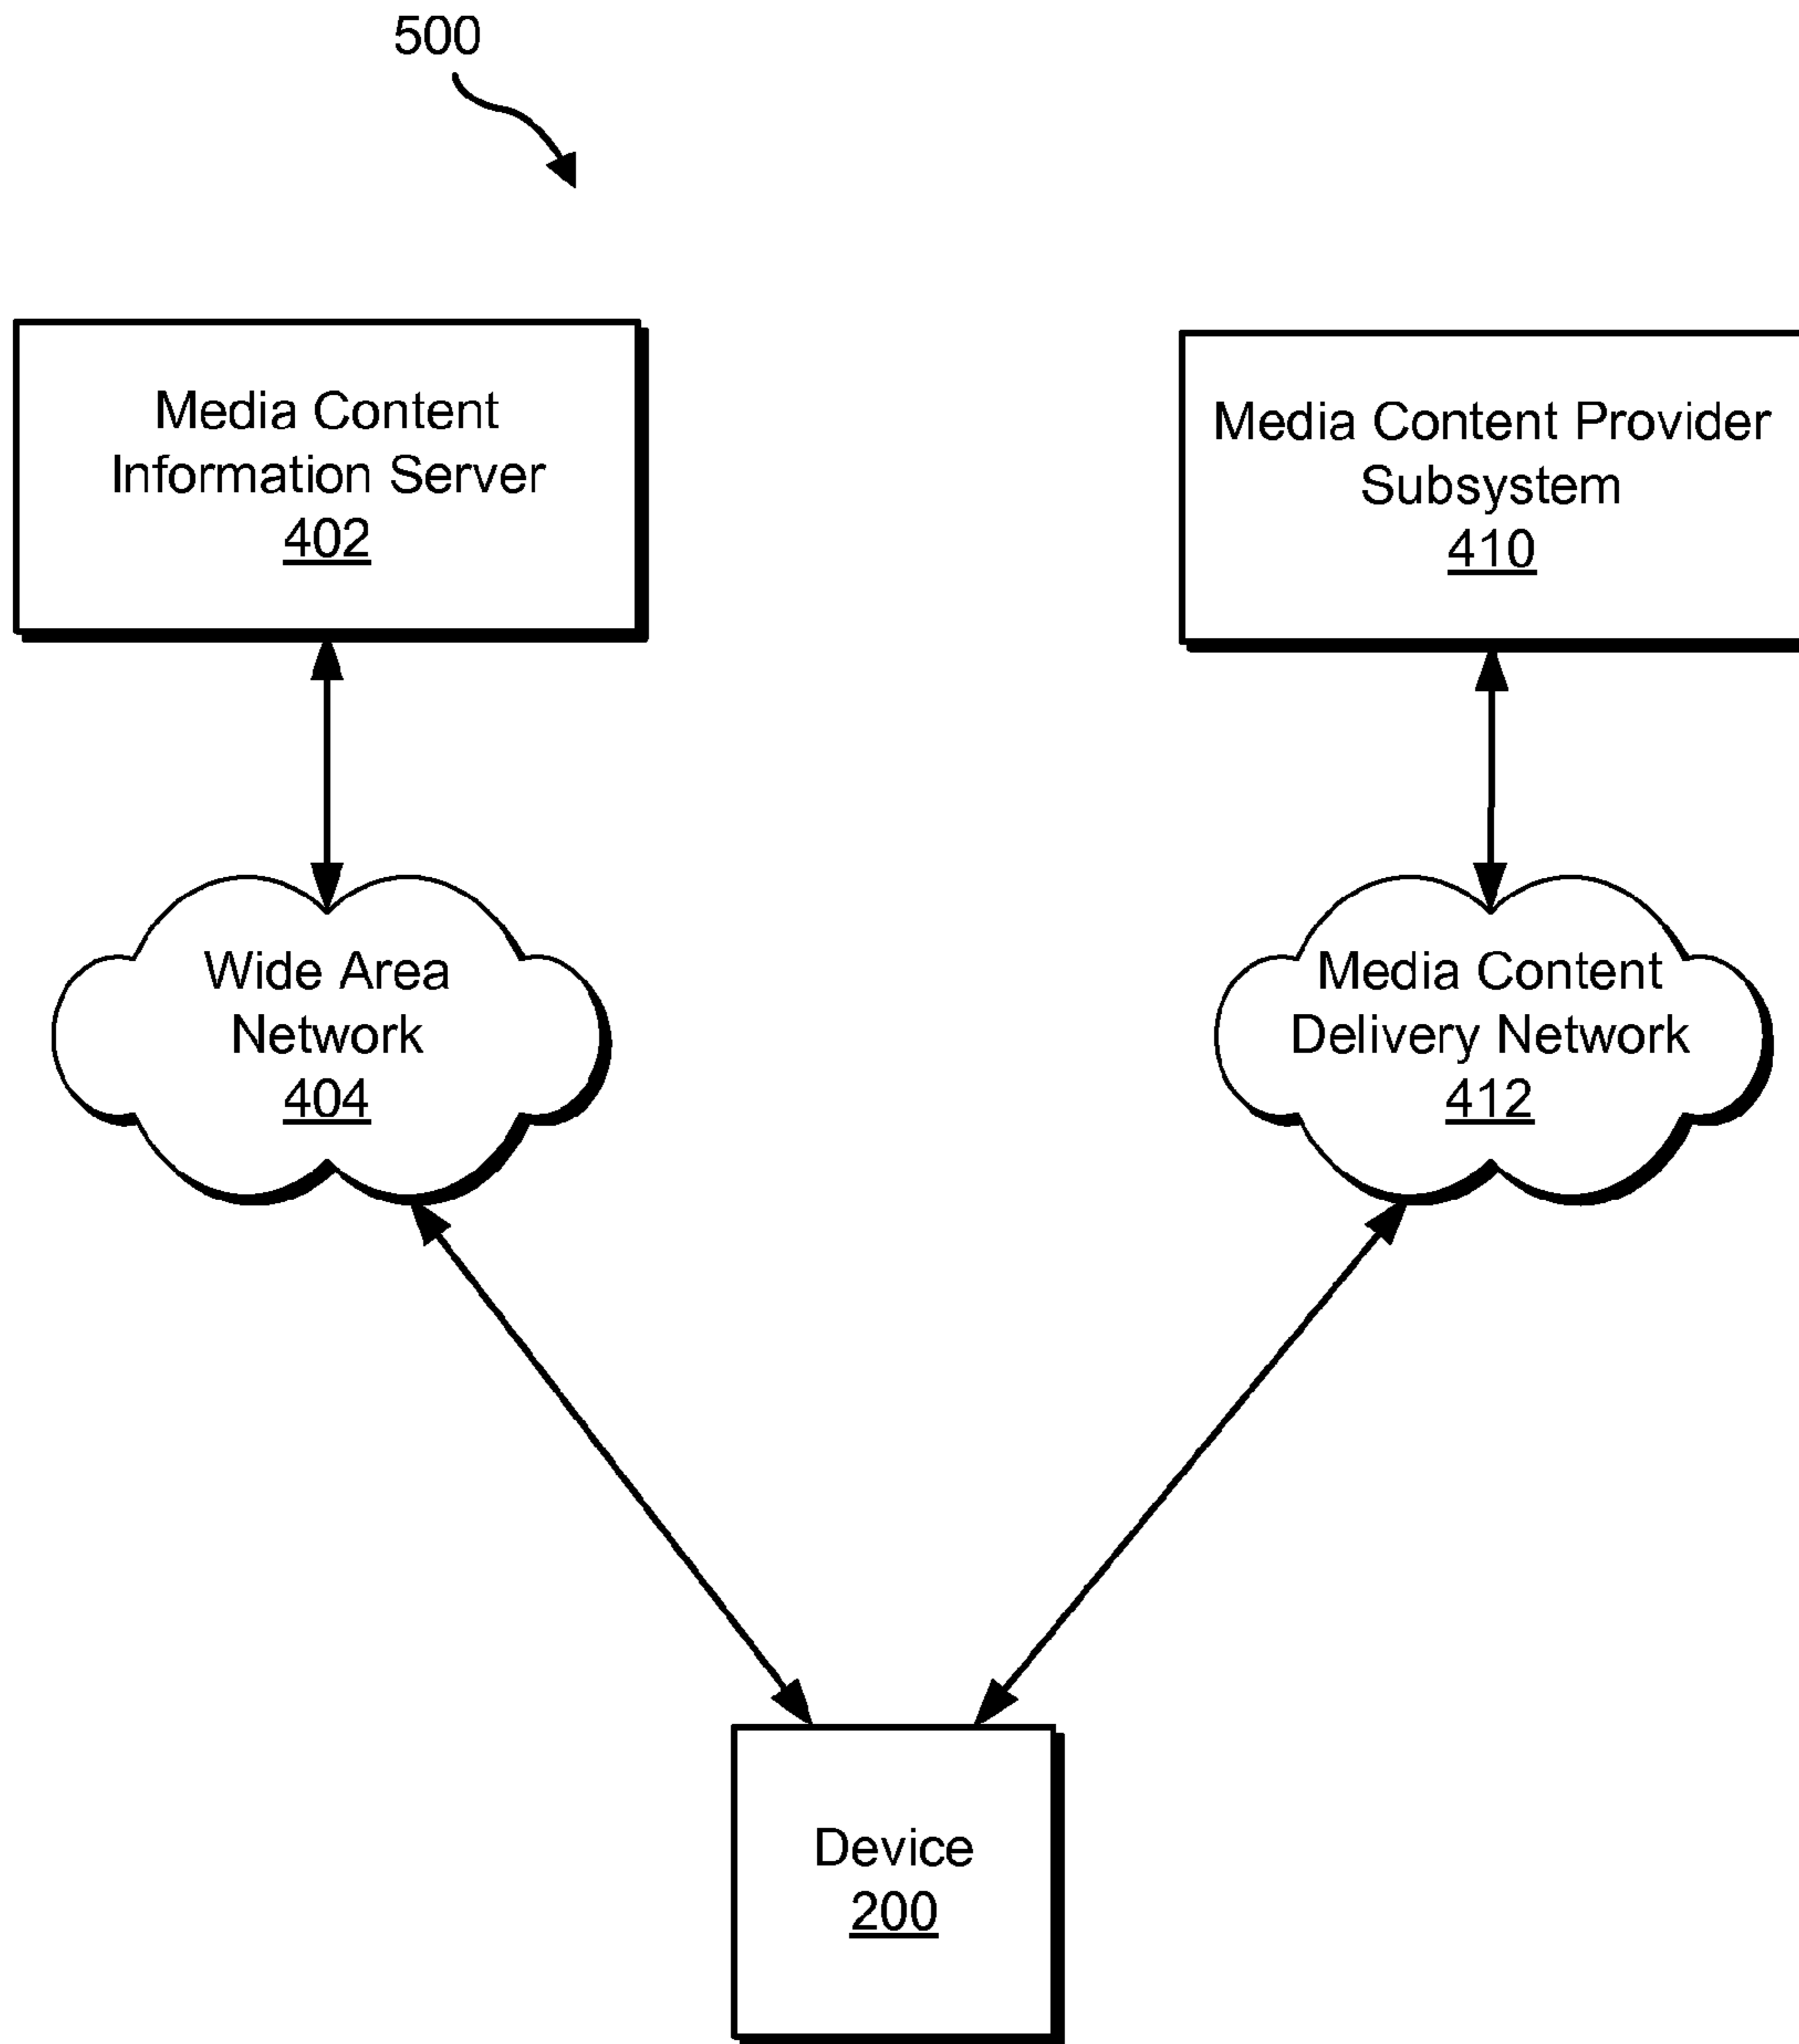 500
Media Content
Information Server
402
Media Content Provider
Subsystem
410
Wide Area
Network
404
Media Content
Delivery Network
412
Device
200